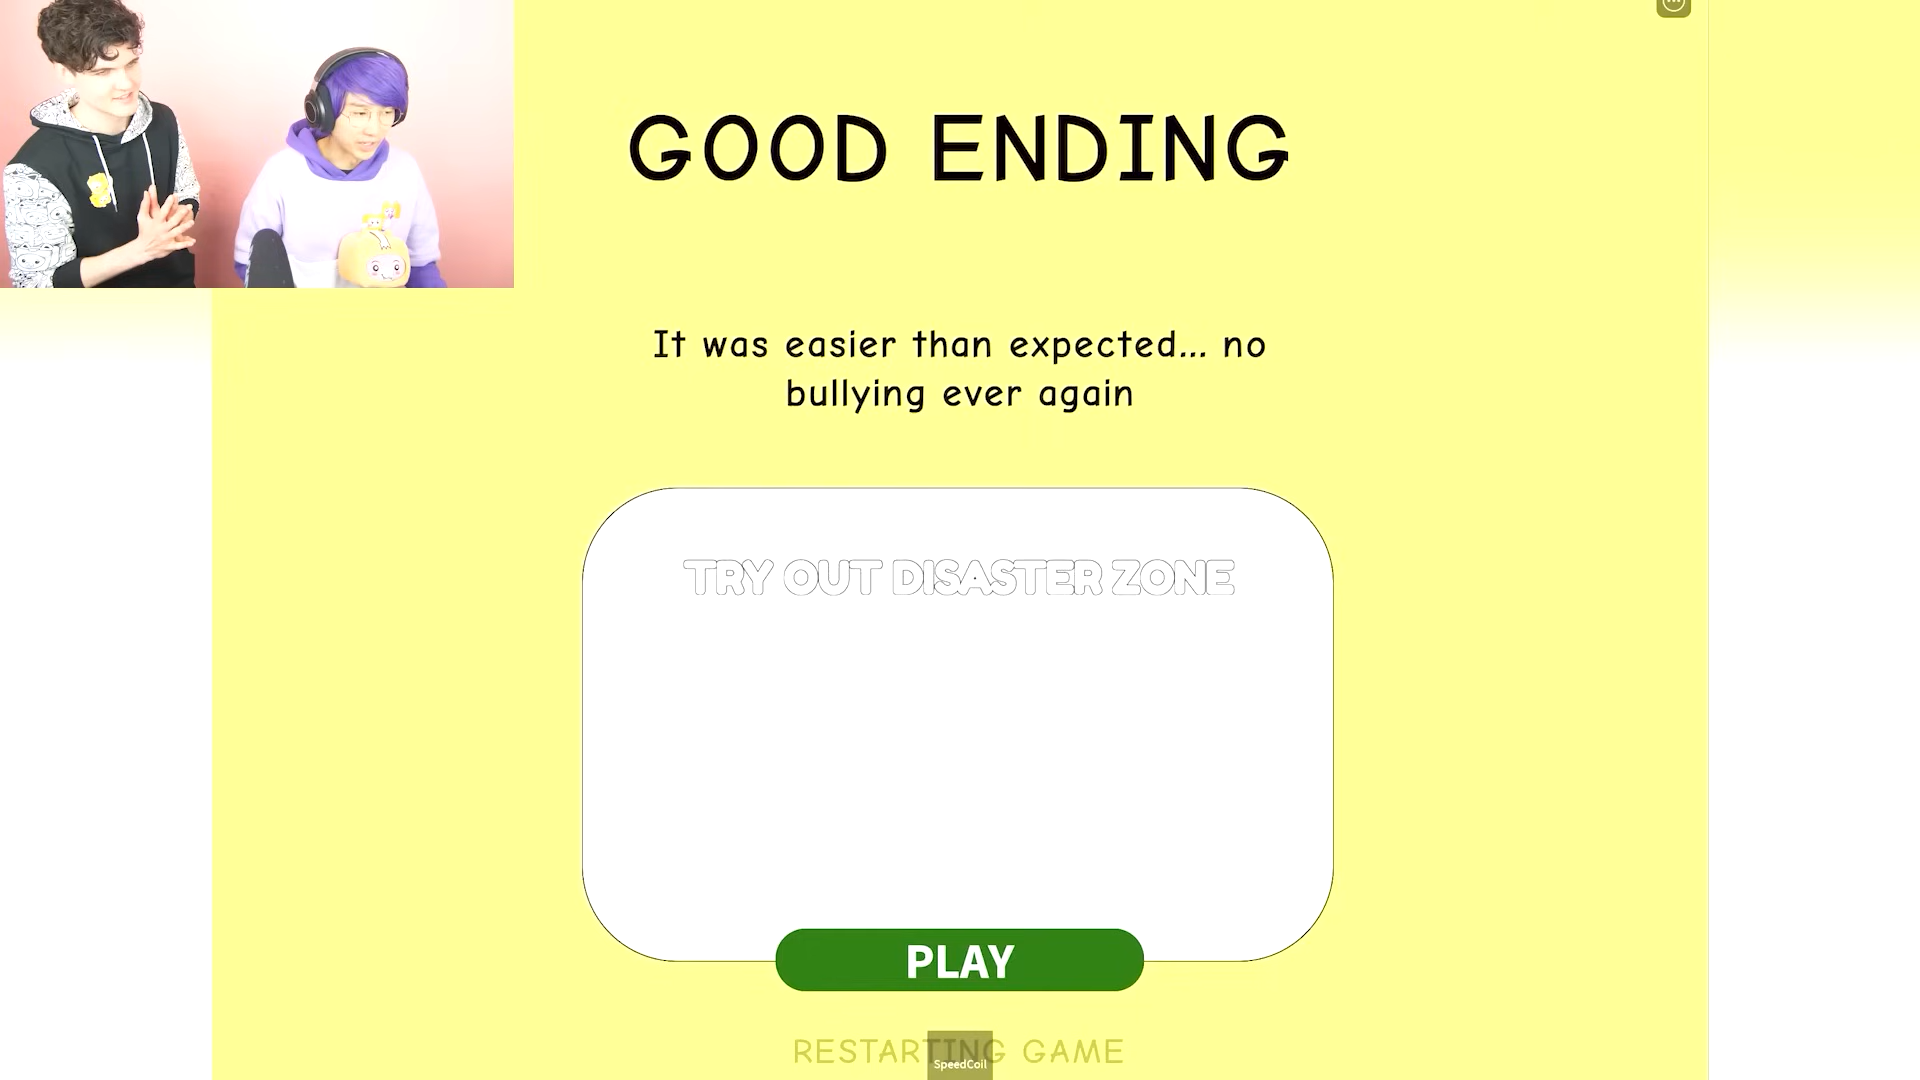 GOOD ENDING
It was easier than expected... no
bullying ever again
TRY OUT DISASTER ZONE
PLAY
RESTARTING GAME
SpeedCoil